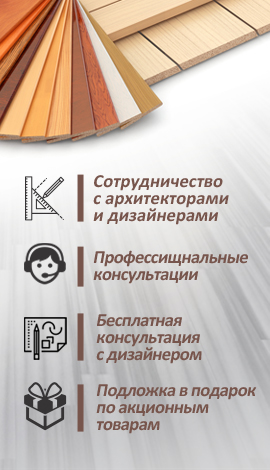 Сотрудничество
с архитекторами
и дизайнерами
Профессищнальные
консультации
Бесплатная
консультация
с дизайнером
Подложка в подарок
по акционным
товарам